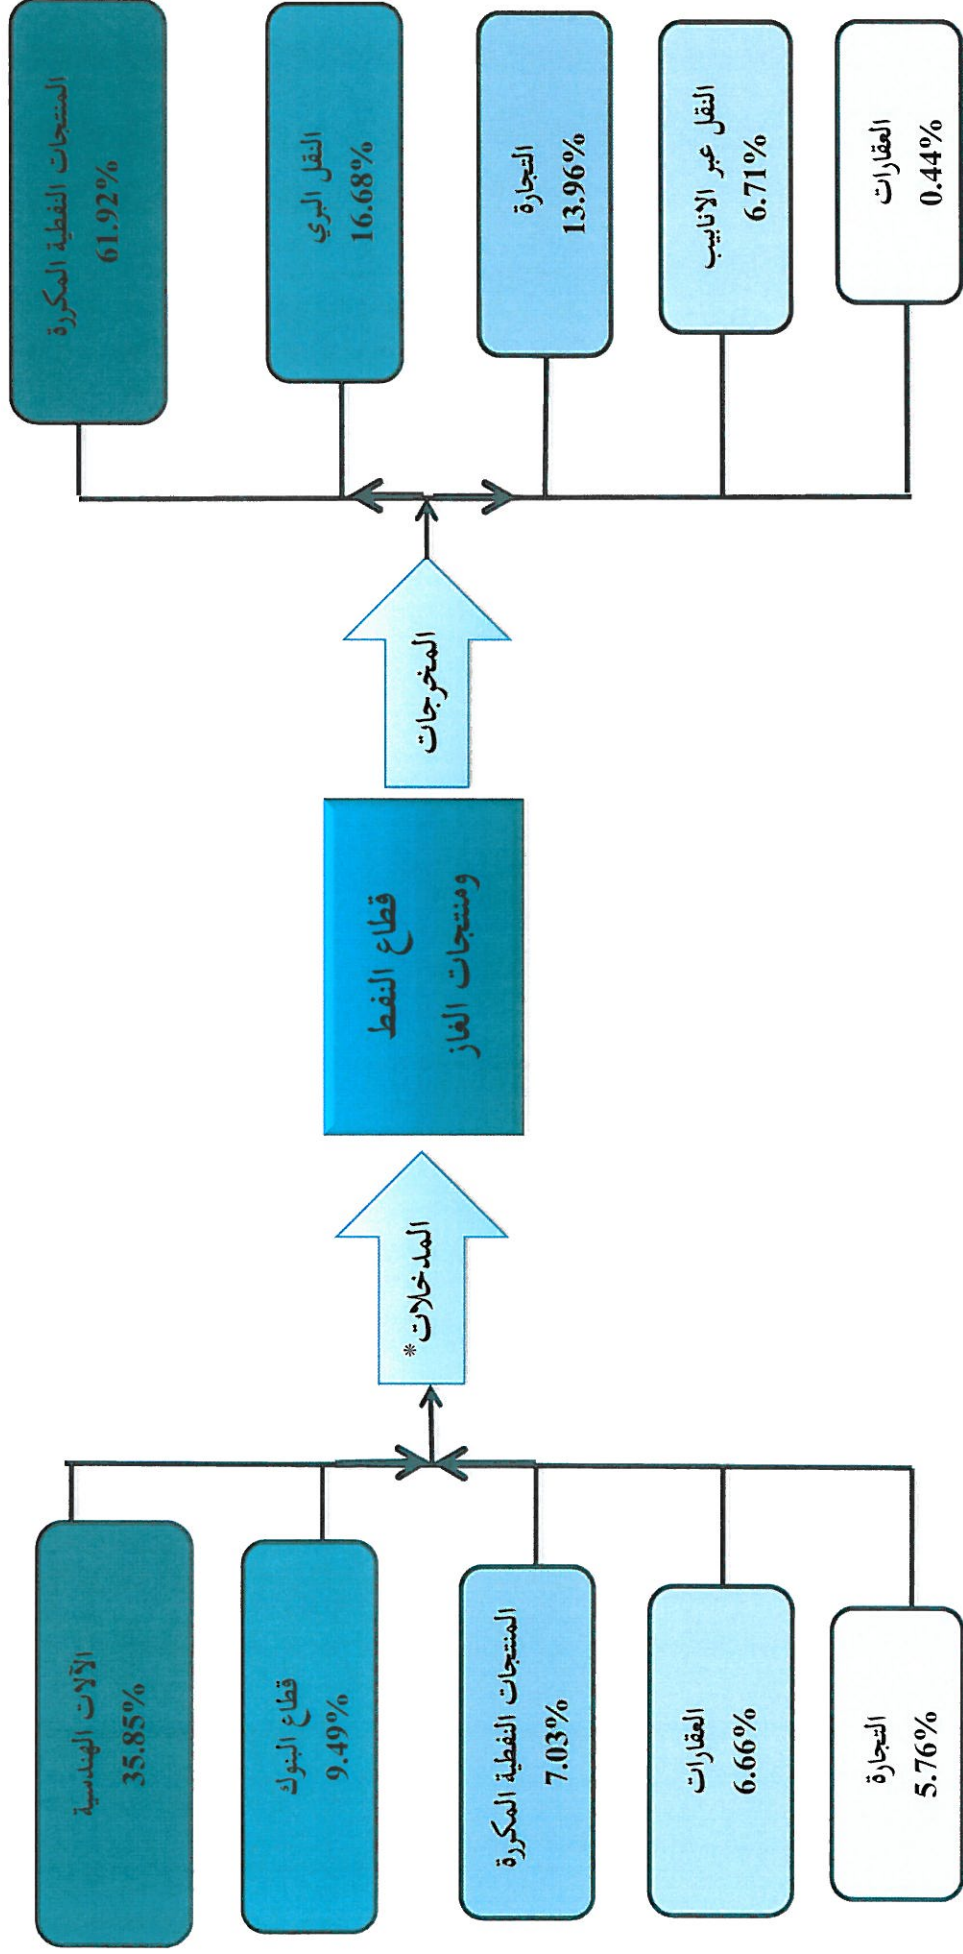 الآلات الهندسية
35.85%
قطاع البنوك
9.49%
المنتجات النفطية المكررة
7.03%
العقارات
6.66%
التجارة
5.76%
المدخلات*
قطاع النفط
ومنتجات الغاز
المخرجات
المنتجات النفطية المكررة
61.92%
النقل البري
16.68%
التجارة
13.96%
النقل عبر الانابيب
6.71%
العقارات
0.44%